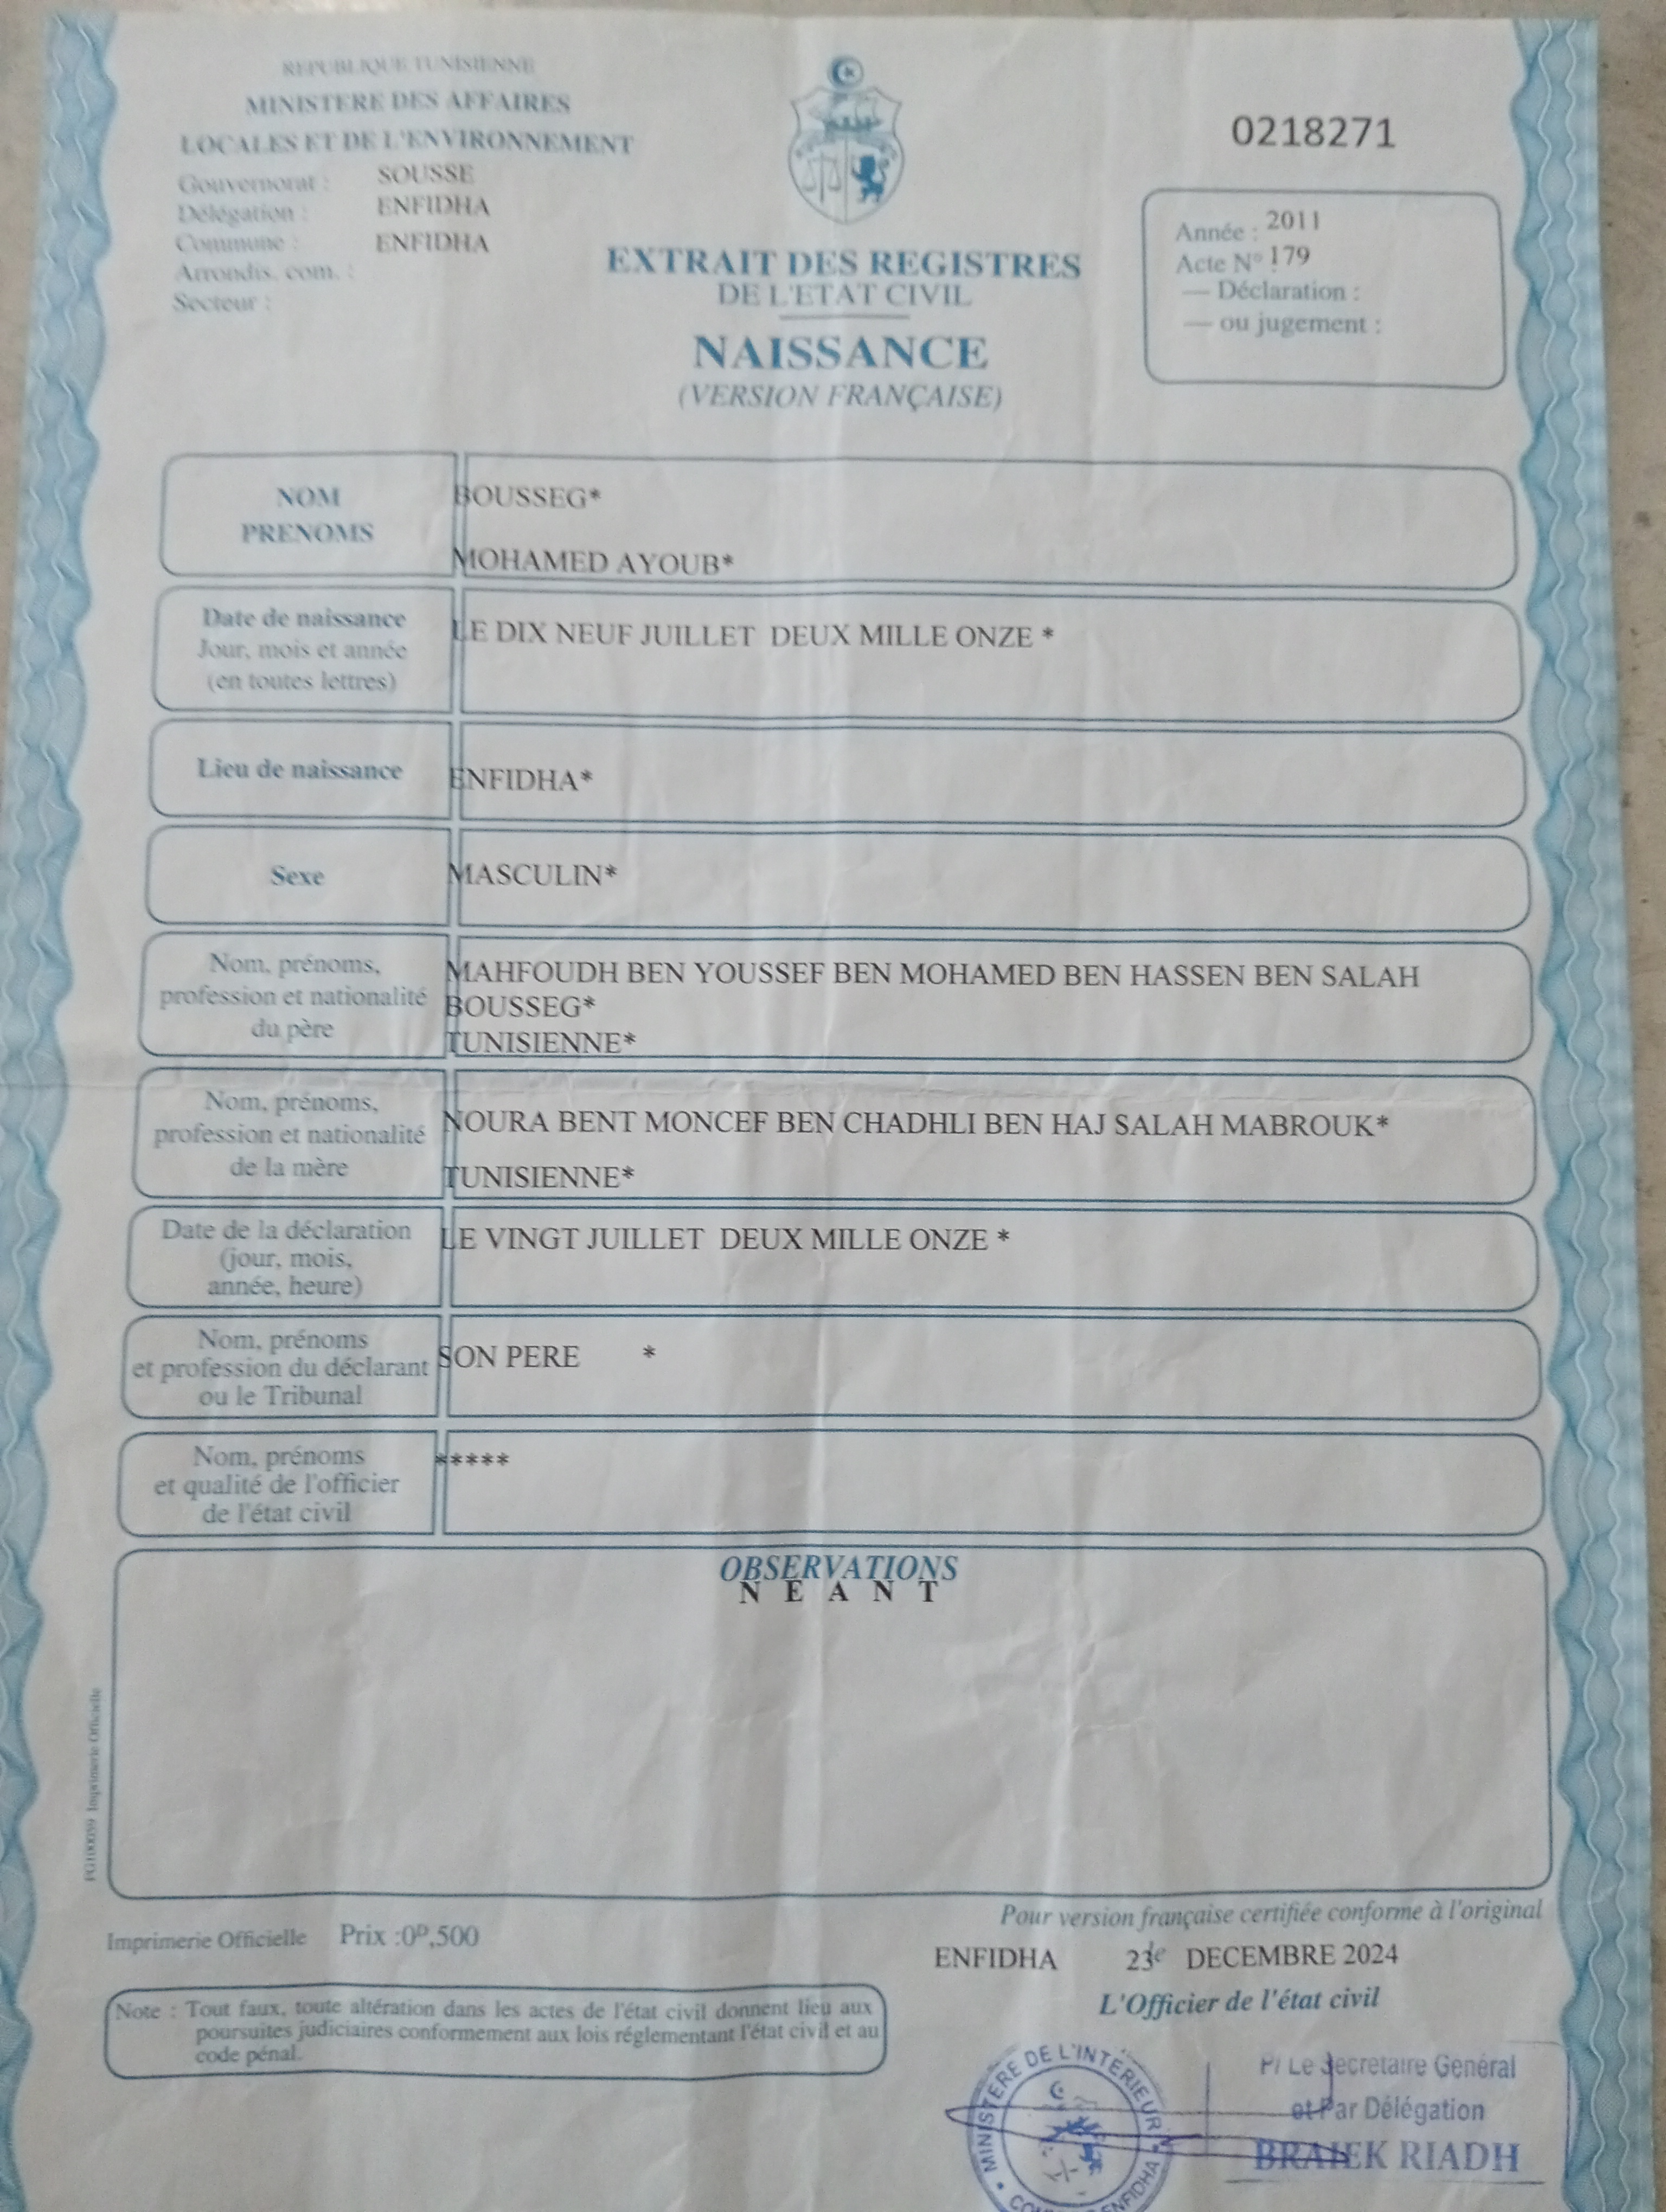 REPUBLIQUE TUNISIENNE
MINISTERE DES AFFAIRES
LOCALES ET DE L'ENVIRONNEMENT
Gouvernorat : SOUSSE
Délégation : ENFIDHA
Commune : ENFIDHA
Arrondis. com. :
Secteur :
0218271
Année : 2011
Acte N° 179
— Déclaration :
— ou jugement :
EXTRAIT DES REGISTRES
DE L'ETAT CIVIL
NAISSANCE
(VERSION FRANÇAISE)
NOM
PRENOMS
BOUSSEG*
MOHAMED AYOUB*
Date de naissance
Jour, mois et année
(en toutes lettres)
LE DIX NEUF JUILLET DEUX MILLE ONZE *
Lieu de naissance
ENFIDHA*
Sexe
MASCULIN*
Nom, prénoms,
profession et nationalité
du père
MAHFOUDH BEN YOUSSEF BEN MOHAMED BEN HASSEN BEN SALAH
BOUSSEG*
TUNISIENNE*
Nom, prénoms,
profession et nationalité
de la mère
NOURA BENT MONCEF BEN CHADHLI BEN HAJ SALAH MABROUK*
TUNISIENNE*
Date de la déclaration
(jour, mois,
année, heure)
LE VINGT JUILLET DEUX MILLE ONZE *
Nom, prénoms
et profession du déclarant
ou le Tribunal
SON PERE *
Nom, prénoms
et qualité de l'officier
de l'état civil
*****
OBSERVATIONS
N E A N T
Imprimerie Officielle
Pour version française certifiée conforme à l'original
Imprimerie Officielle Prix :0ᴰ,500
ENFIDHA 23 le DECEMBRE 2024
L'Officier de l'état civil
Note : Tout faux, toute altération dans les actes de l'état civil donnent lieu aux
poursuites judiciaires conformement aux lois réglementant l'état civil et au
code pénal.
MINISTERE DE L'INTERIEUR
ENFIDHA
P/ Le Secretaire Général
et Par Délégation
BRAIEK RIADH